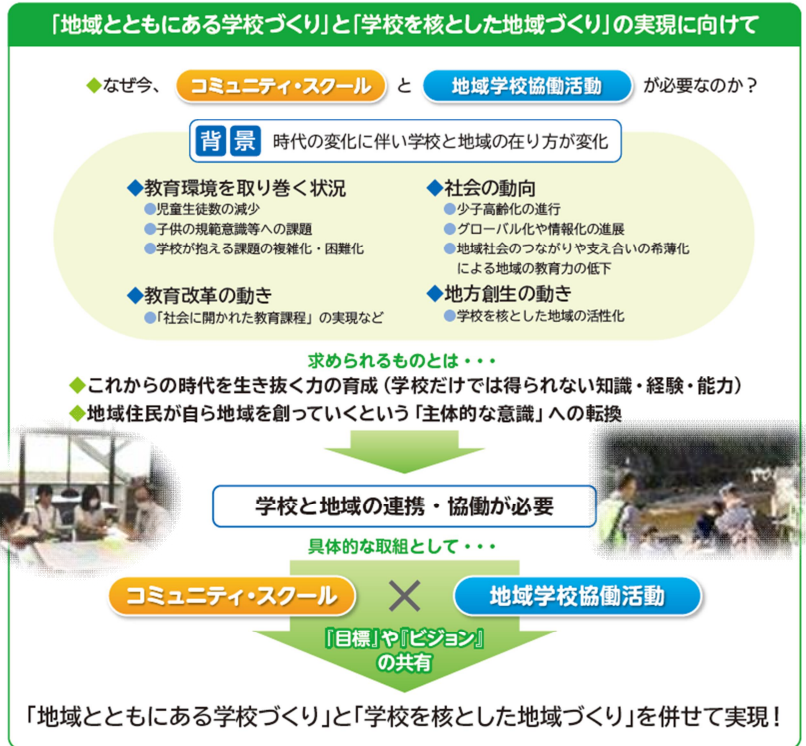 「地域とともにある学校づくり」と「学校を核とした地域づくり」の実現に向けて
◆なぜ今、 コミュニティ・スクール と 地域学校協働活動 が必要なのか?
背景 時代の変化に伴い学校と地域の在り方が変化
◆教育環境を取り巻く状況
●児童生徒数の減少
●子供の規範意識等への課題
●学校が抱える課題の複雑化・困難化
◆社会の動向
●少子高齢化の進行
●グローバル化や情報化の進展
●地域社会のつながりや支え合いの希薄化
による地域の教育力の低下
◆教育改革の動き
●「社会に開かれた教育課程」の実現など
◆地方創生の動き
●学校を核とした地域の活性化
求められるものとは・・・
◆これからの時代を生き抜く力の育成(学校だけでは得られない知識・経験・能力)
◆地域住民が自ら地域を創っていくという「主体的な意識」への転換
学校と地域の連携・協働が必要
具体的な取組として・・・
コミュニティ・スクール × 地域学校協働活動
『目標』や『ビジョン』
の共有
「地域とともにある学校づくり」と「学校を核とした地域づくり」を併せて実現!